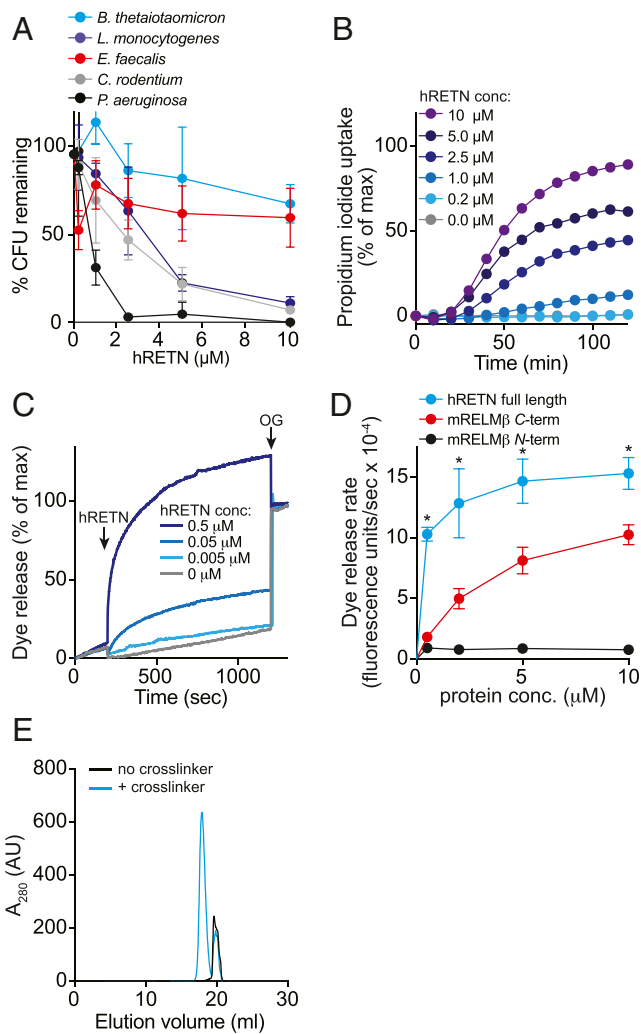 A
B. thetaiotaomicron
L. monocytogenes
E. faecalis
C. rodentium
P. aeruginosa
% CFU remaining
100
50
0
0 2 4 6 8 10
hRETN (µM)
B
hRETN conc:
10 µM
5.0 µM
2.5 µM
1.0 µM
0.2 µM
0.0 µM
Propidium iodide uptake
(% of max)
100
50
0
0 50 100
Time (min)
C
OG
hRETN
hRETN conc:
0.5 µM
0.05 µM
0.005 µM
0 µM
Dye release (% of max)
100
50
0
0 500 1000
Time (sec)
D
hRETN full length
mRELMβ C-term
mRELMβ N-term
* * * *
Dye release rate
(fluorescence units/sec x 10-4)
15
10
5
0
0 5 10
protein conc. (µM)
E
no crosslinker
+ crosslinker
A280 (AU)
800
600
400
200
0
0 10 20 30
Elution volume (ml)